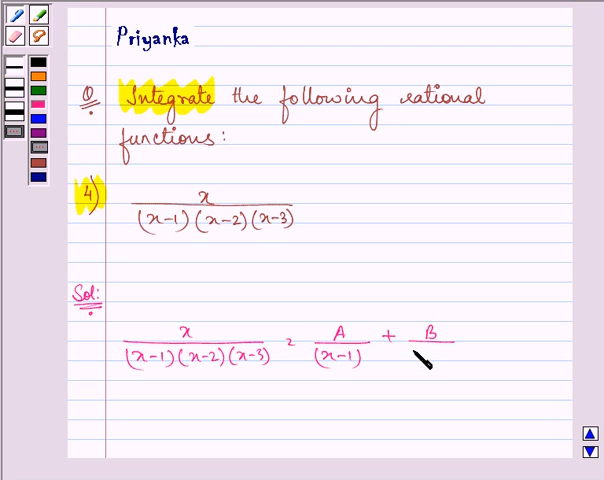 Priyanka
Q Integrate the following rational
functions:
4) x / (x-1)(x-2)(x-3)
Sol:
x / (x-1)(x-2)(x-3) = A / (x-1) + B /